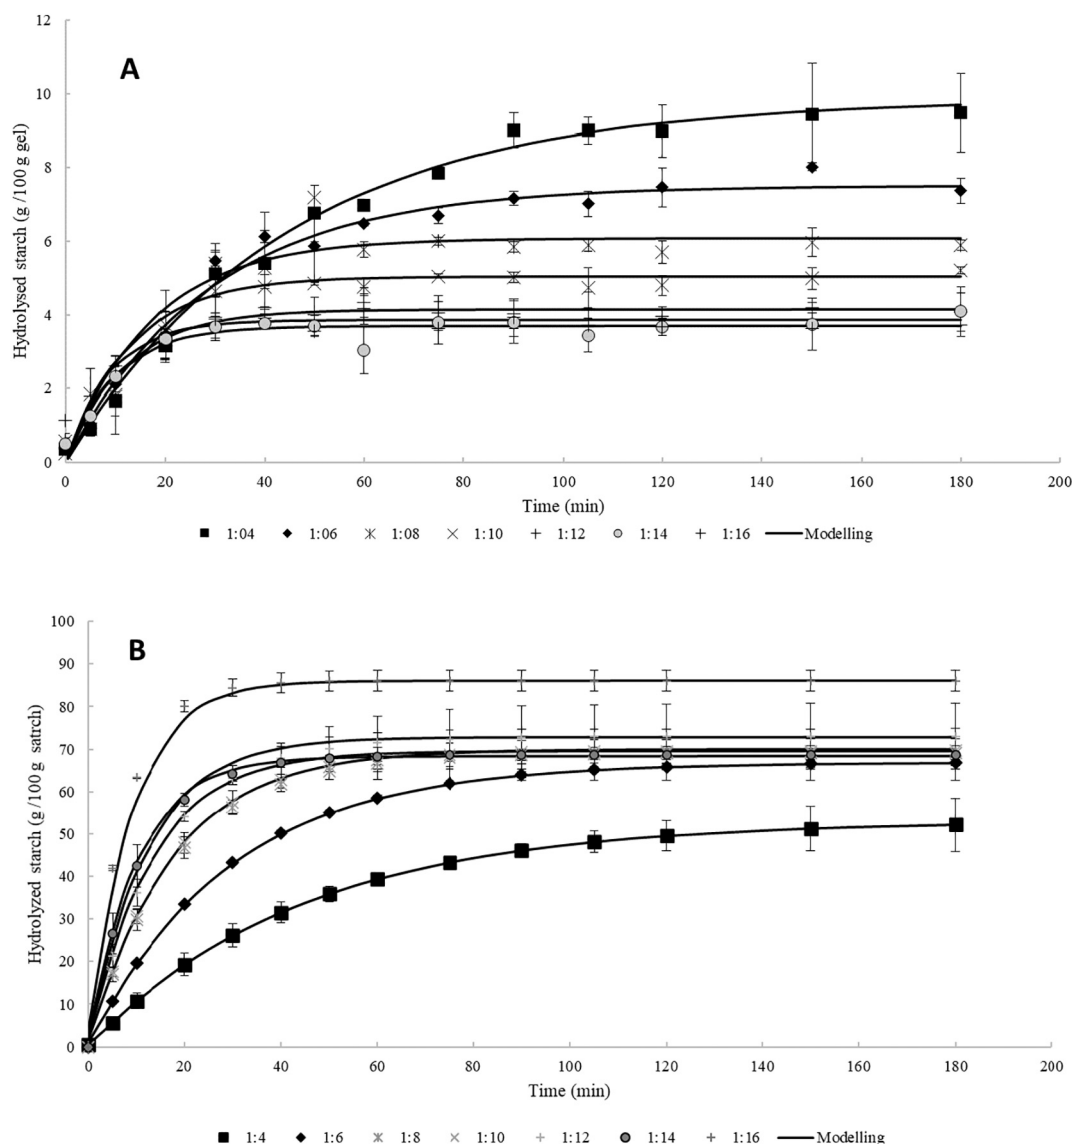 A
Hydrolysed starch (g /100 g gel)
12
10
8
6
4
2
0
0 20 40 60 80 100 120 140 160 180 200
Time (min)
1:04 1:06 1:08 1:10 1:12 1:14 1:16 Modelling
B
Hydrolyzed starch (g /100 g satrch)
100
90
80
70
60
50
40
30
20
10
0
0 20 40 60 80 100 120 140 160 180 200
Time (min)
1:4 1:6 1:8 1:10 1:12 1:14 1:16 Modelling